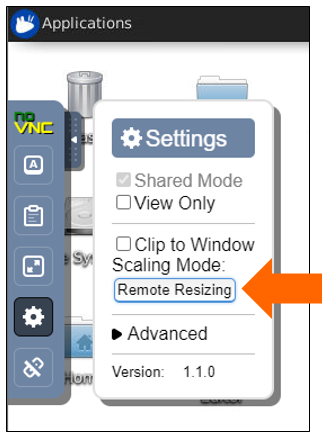 Applications
no
VNC
A
Settings
Shared Mode
View Only
Clip to Window
Scaling Mode:
Remote Resizing
Advanced
Version: 1.1.0